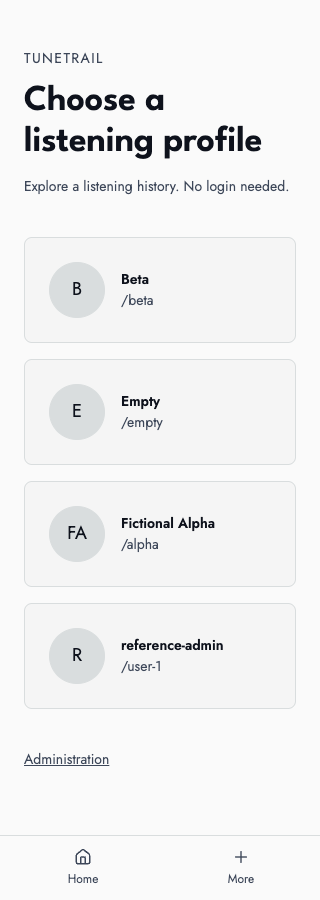 TUNETRAIL
Choose a
listening profile
Explore a listening history. No login needed.
B
Beta
/beta
E
Empty
/empty
FA
Fictional Alpha
/alpha
R
reference-admin
/user-1
Administration
Home
More